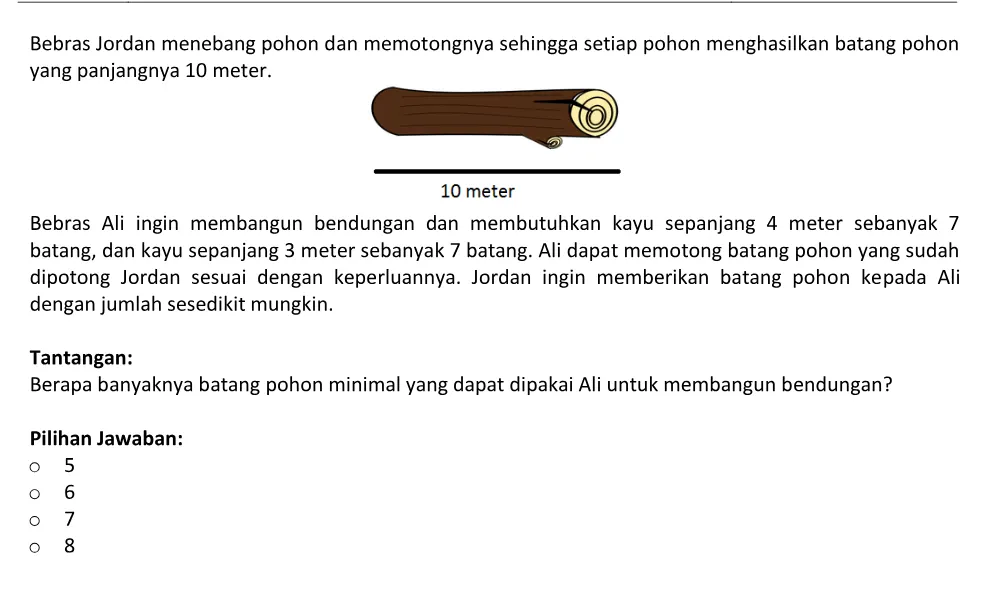 Bebras Jordan menebang pohon dan memotongnya sehingga setiap pohon menghasilkan batang pohon
yang panjangnya 10 meter.
10 meter
Bebras Ali ingin membangun bendungan dan membutuhkan kayu sepanjang 4 meter sebanyak 7
batang, dan kayu sepanjang 3 meter sebanyak 7 batang. Ali dapat memotong batang pohon yang sudah
dipotong Jordan sesuai dengan keperluannya. Jordan ingin memberikan batang pohon kepada Ali
dengan jumlah sesedikit mungkin.
Tantangan:
Berapa banyaknya batang pohon minimal yang dapat dipakai Ali untuk membangun bendungan?
Pilihan Jawaban:
○ 5
○ 6
○ 7
○ 8